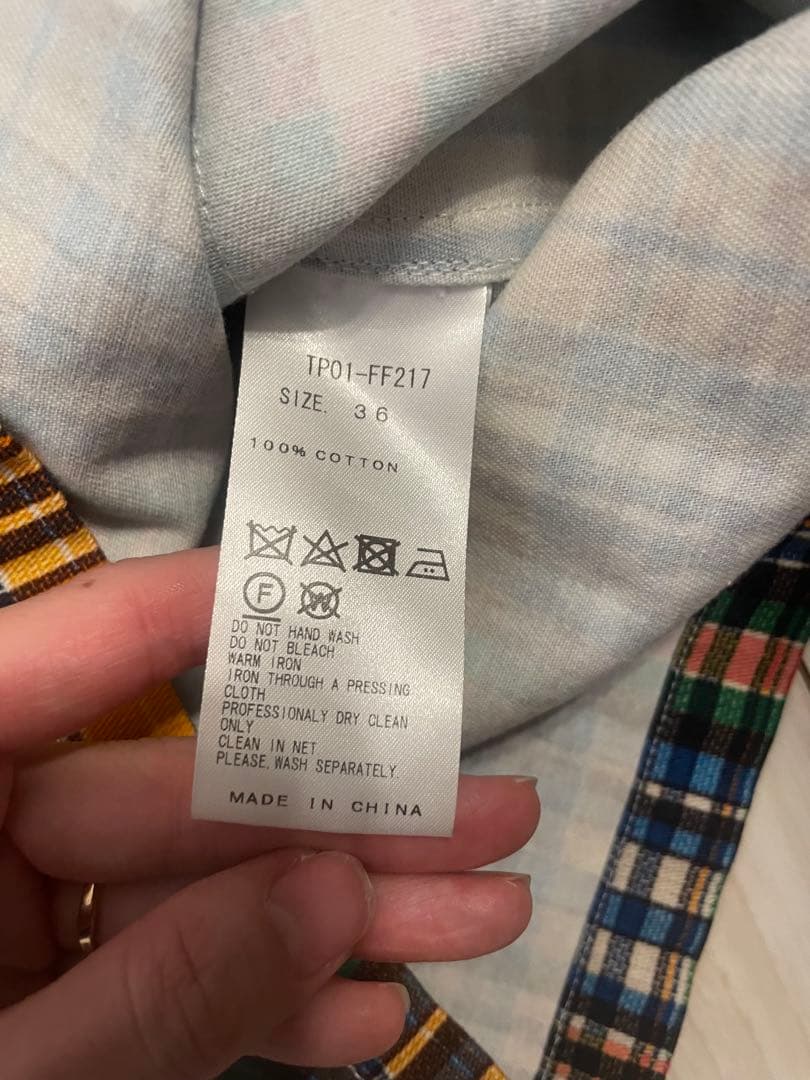 TP01-FF217
SIZE. 36
100% COTTON
F W
DO NOT HAND WASH
DO NOT BLEACH
WARM IRON
IRON THROUGH A PRESSING
CLOTH
PROFESSIONALY DRY CLEAN
ONLY
CLEAN IN NET
PLEASE.WASH SEPARATELY.
MADE IN CHINA